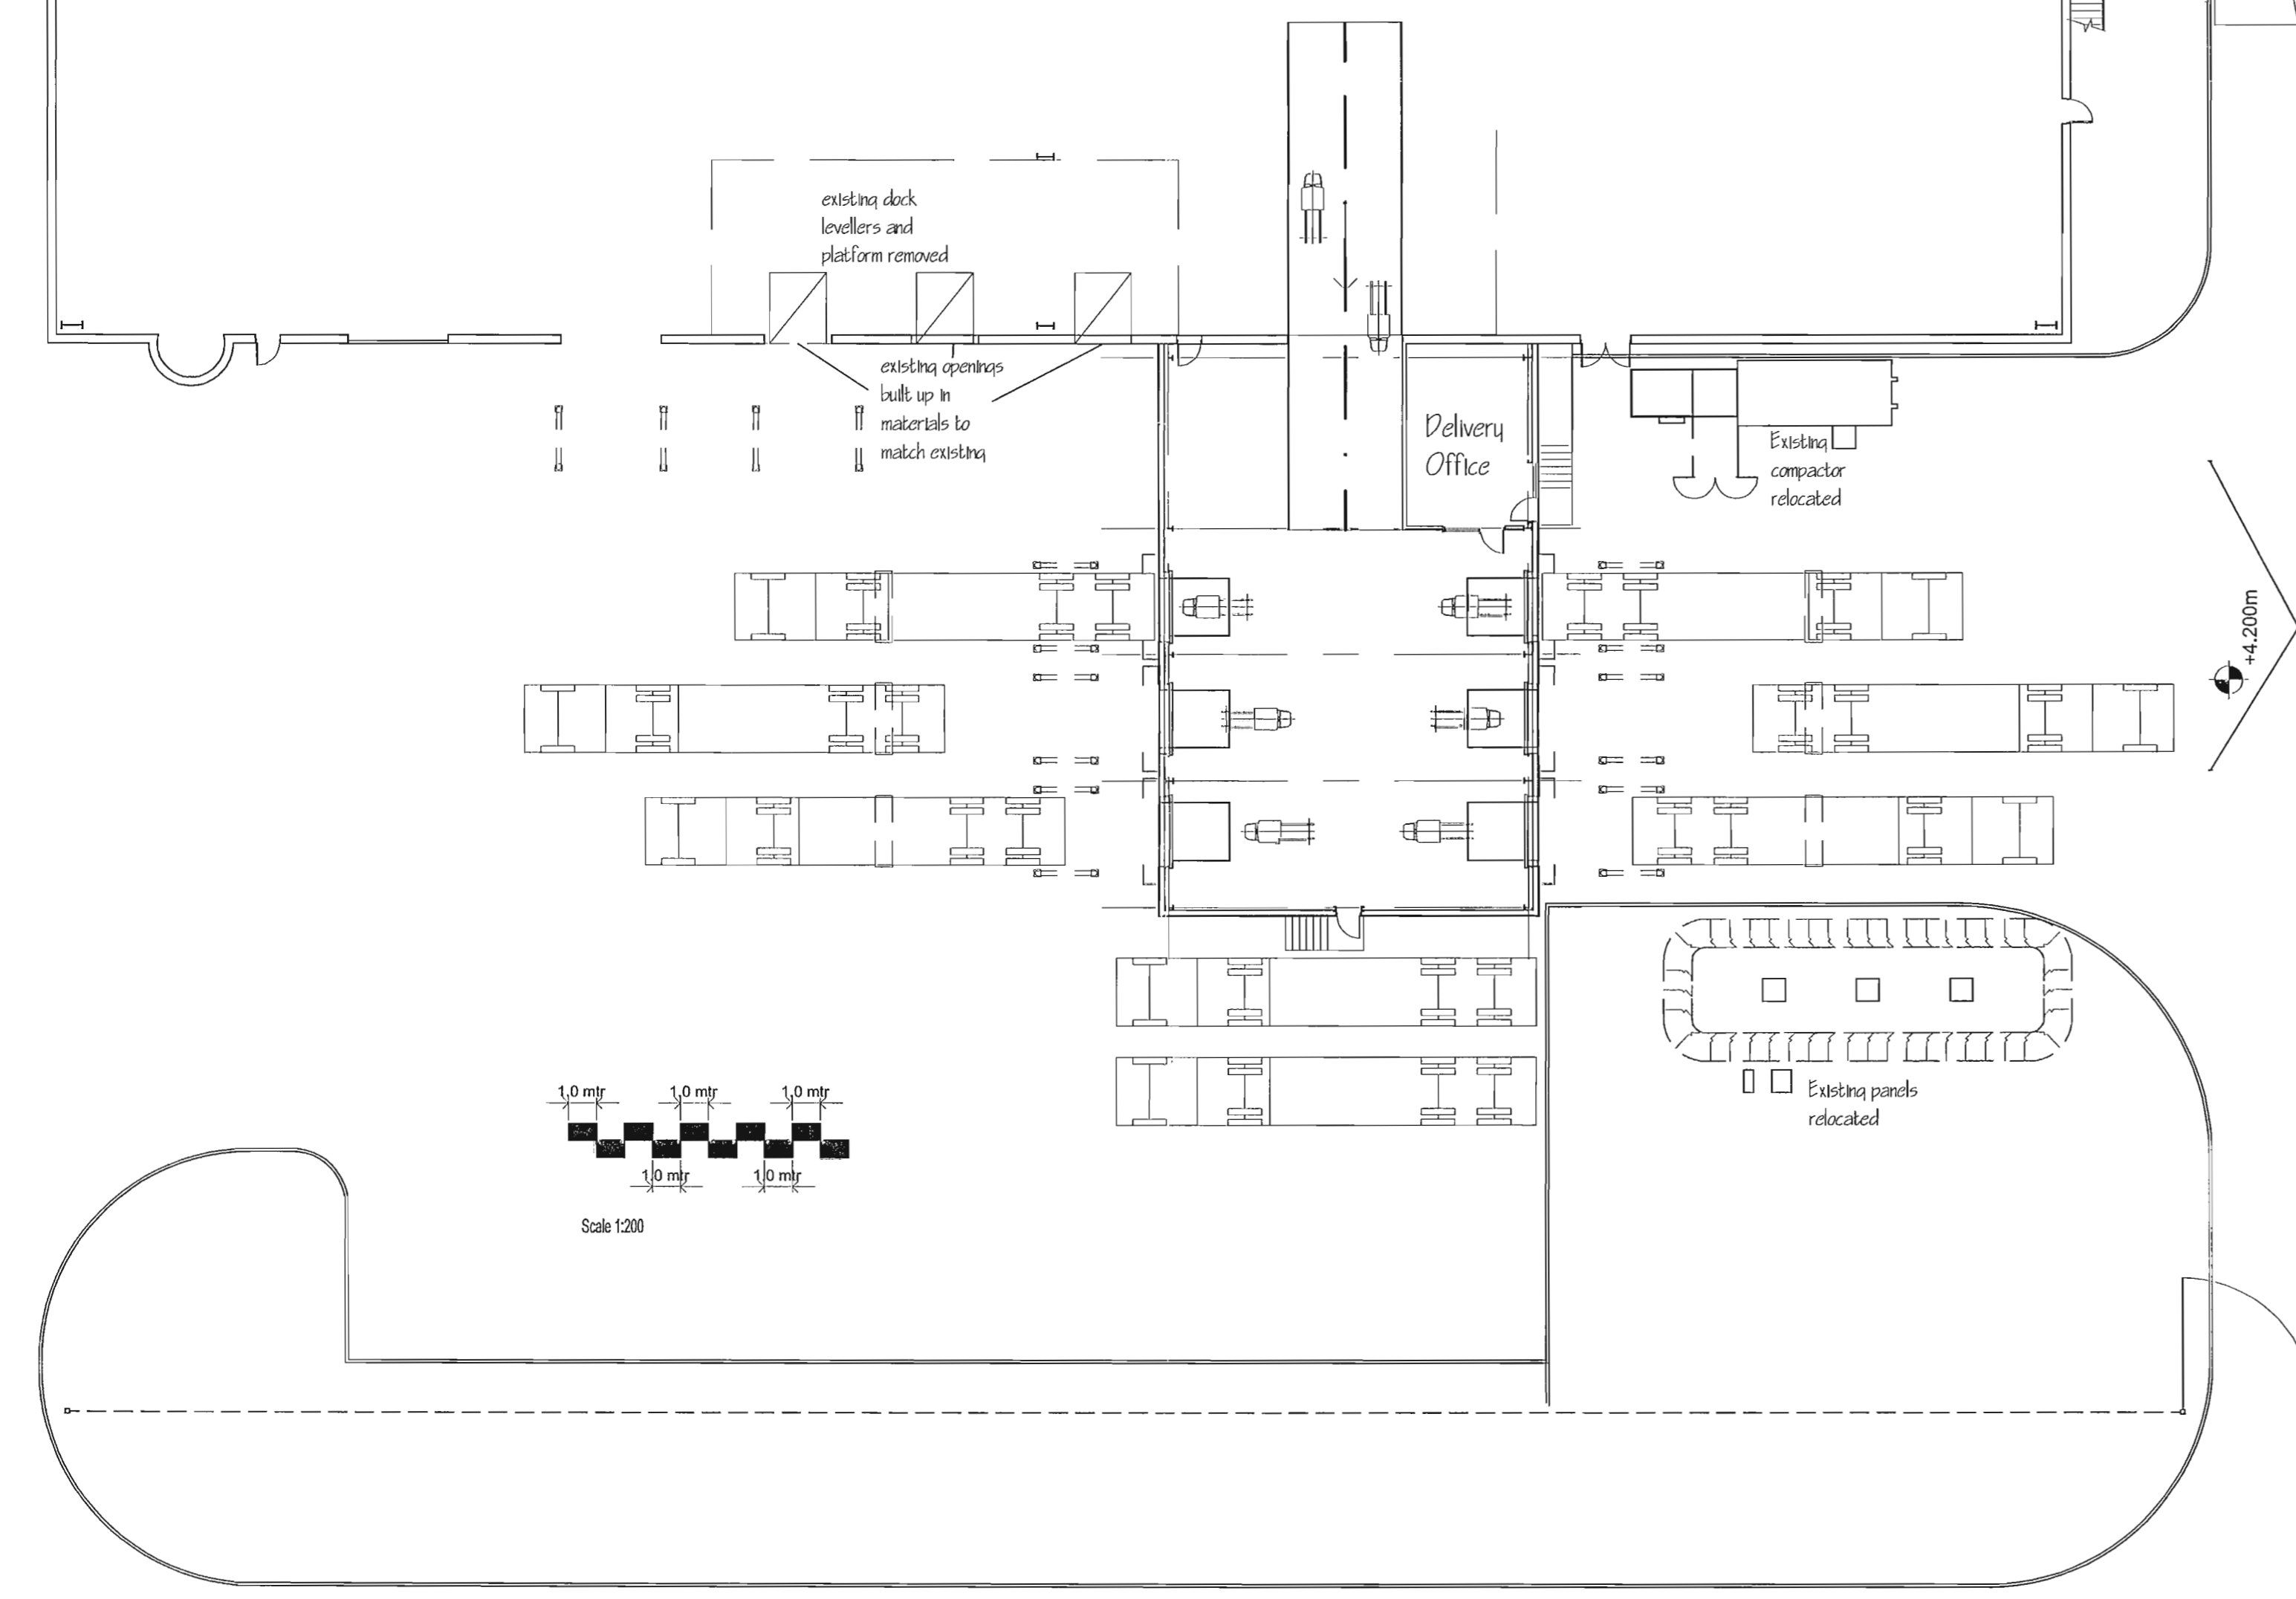 existing dock
levellers and
platform removed
existing openings
built up in
materials to
match existing
Delivery
Office
Existing
compactor
relocated
+4.200m
1.0 mtr
1.0 mtr
1.0 mtr
1.0 mtr
1.0 mtr
Scale 1:200
Existing panels
relocated